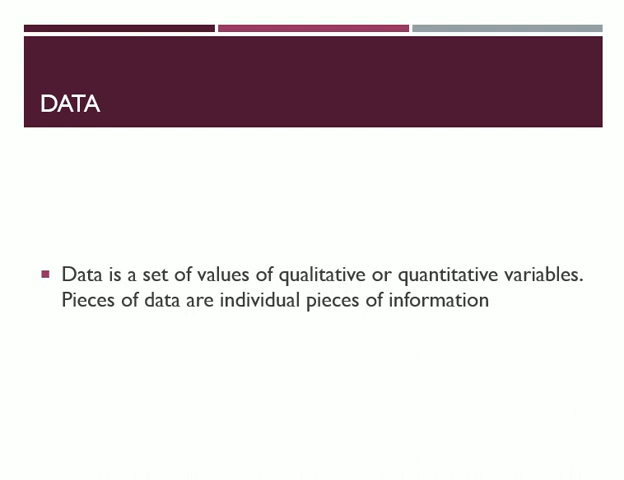 DATA
Data is a set of values of qualitative or quantitative variables.
Pieces of data are individual pieces of information